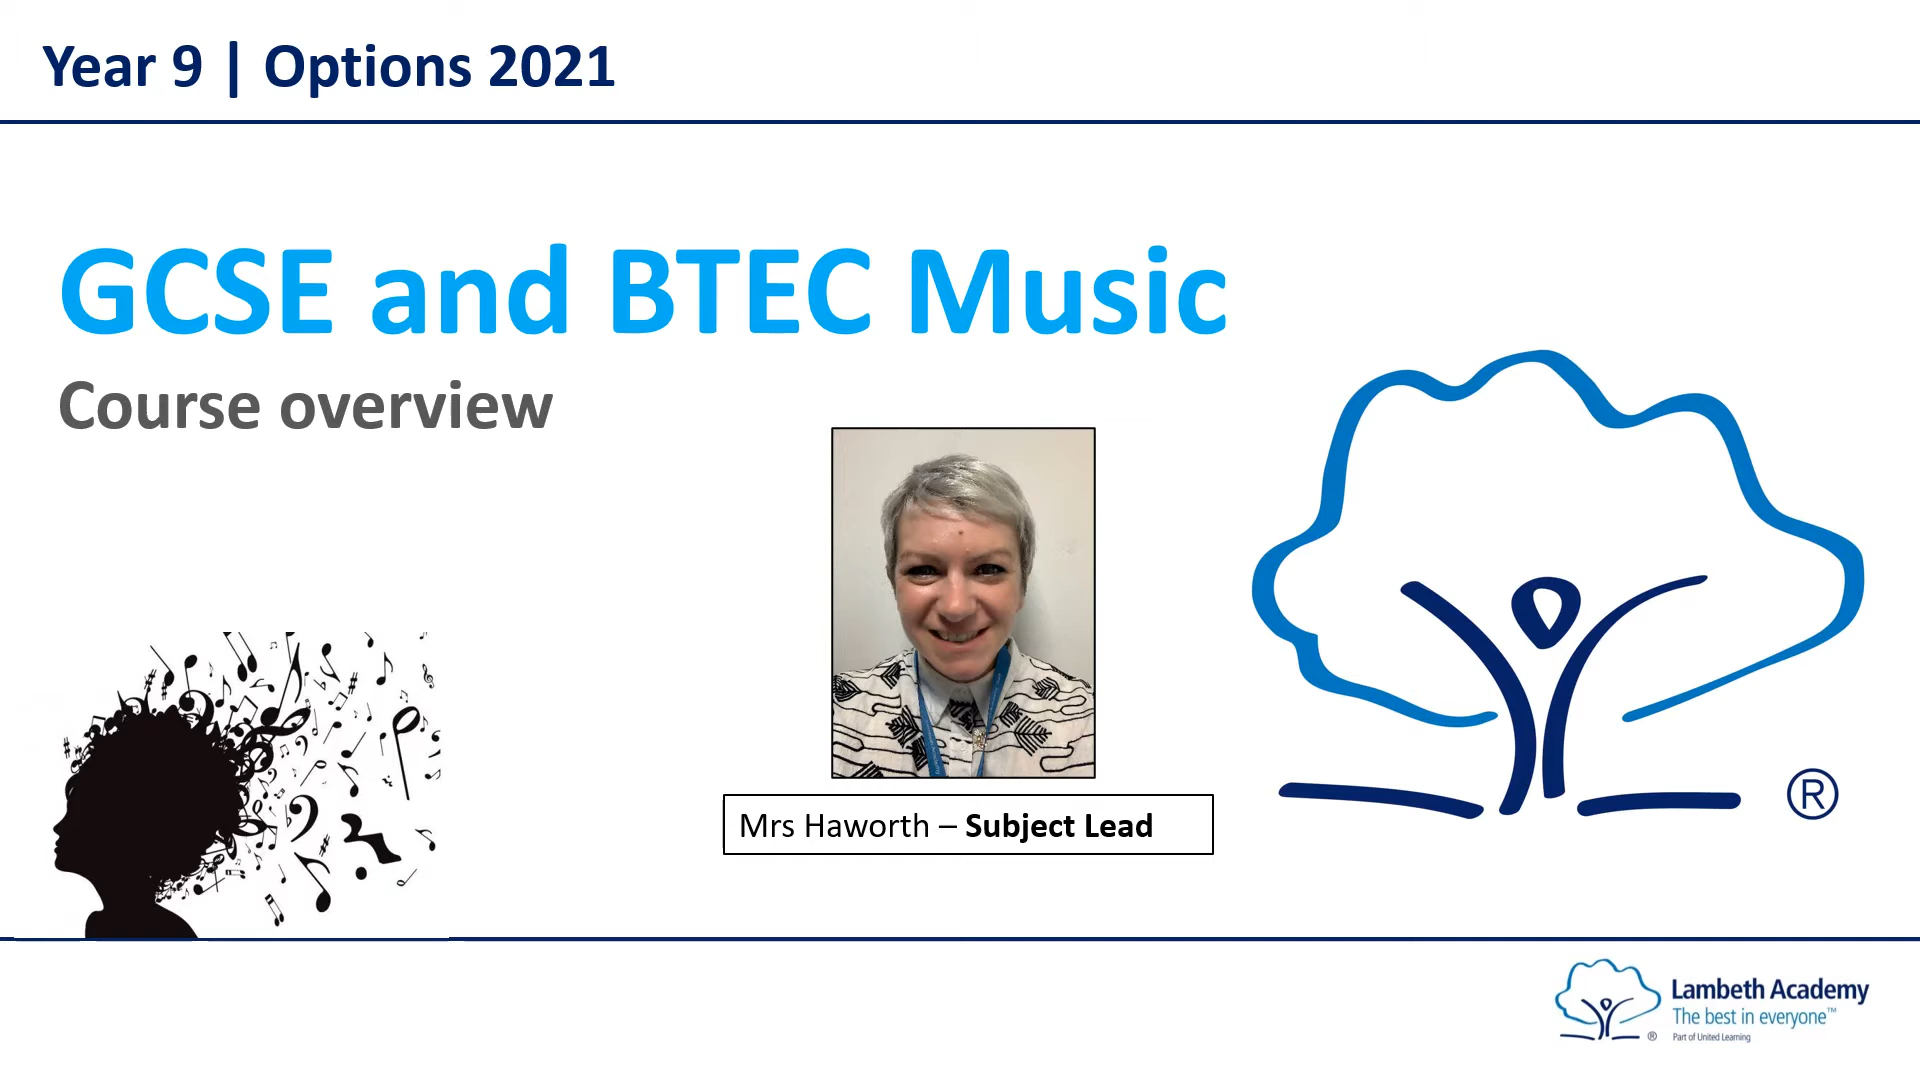 Year 9 | Options 2021
GCSE and BTEC Music
Course overview
Mrs Haworth – Subject Lead
®
Lambeth Academy
The best in everyone™
® Part of United Learning